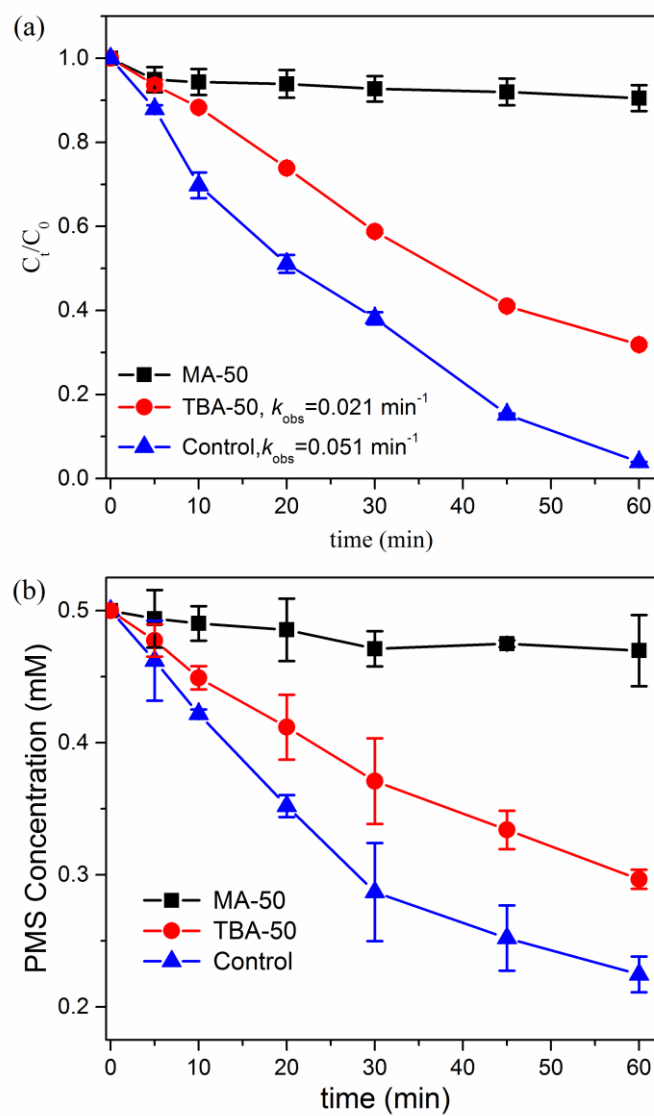 (a)
1.0
0.8
0.6
0.4
0.2
0.0
C_t/C_0
MA-50
TBA-50, k_obs=0.021 min⁻¹
Control,k_obs=0.051 min⁻¹
0 10 20 30 40 50 60
time (min)
(b)
0.5
0.4
0.3
0.2
PMS Concentration (mM)
MA-50
TBA-50
Control
0 10 20 30 40 50 60
time (min)